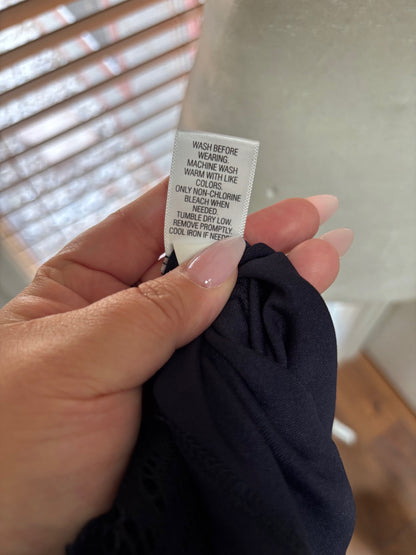 WASH BEFORE
WEARING.
MACHINE WASH
WARM WITH LIKE
COLORS.
ONLY NON-CHLORINE
BLEACH WHEN
NEEDED.
TUMBLE DRY LOW.
REMOVE PROMPTLY.
COOL IRON IF